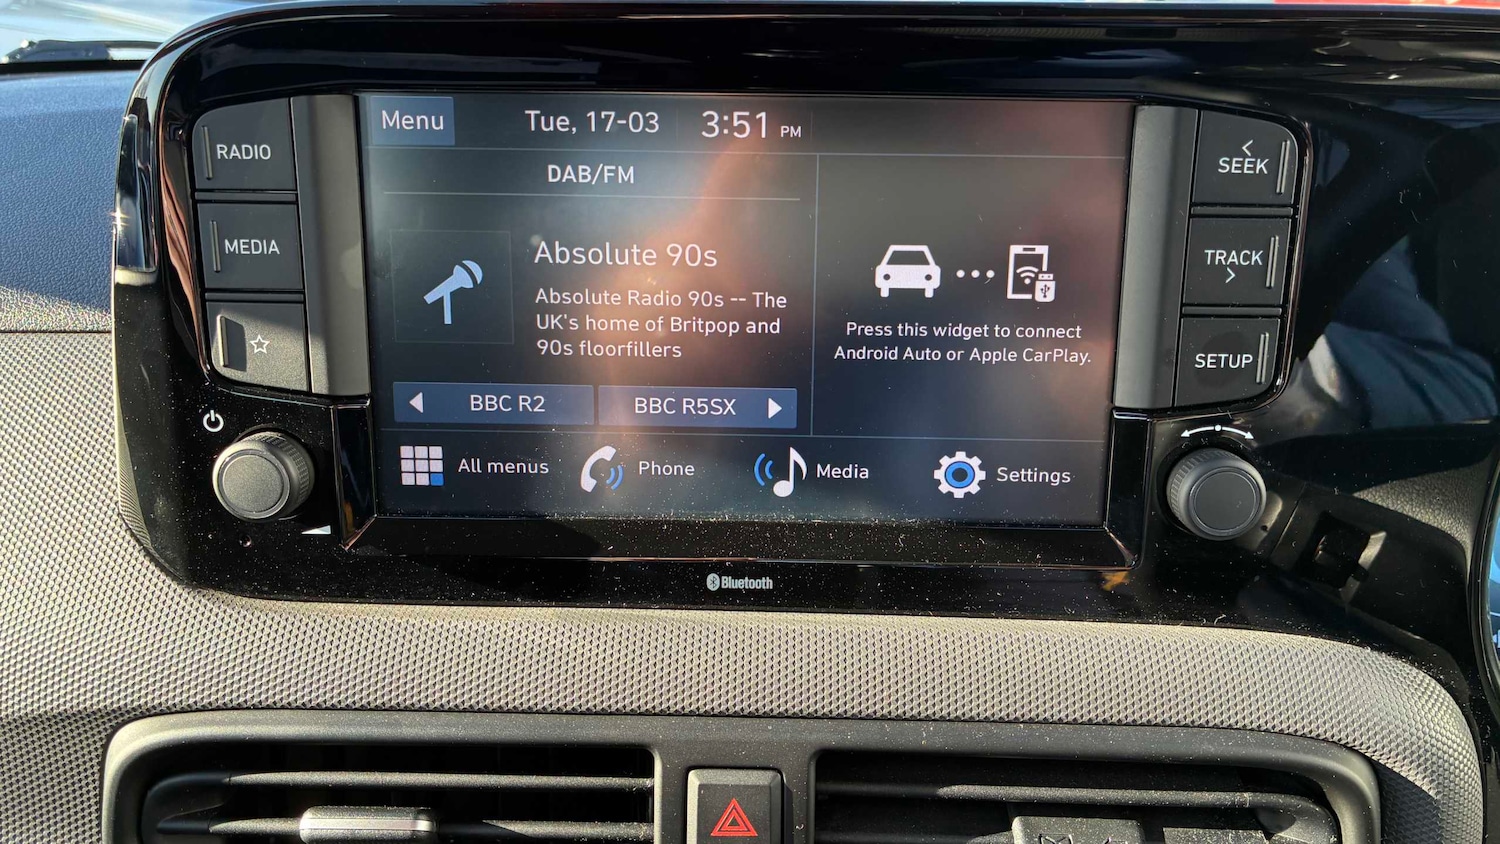 RADIO
MEDIA
Menu
Tue, 17-03
3:51 PM
DAB/FM
Absolute 90s
Absolute Radio 90s -- The
UK's home of Britpop and
90s floorfillers
BBC R2
BBC R5SX
Press this widget to connect
Android Auto or Apple CarPlay.
All menus
Phone
Media
Settings
SEEK
TRACK
SETUP
Bluetooth